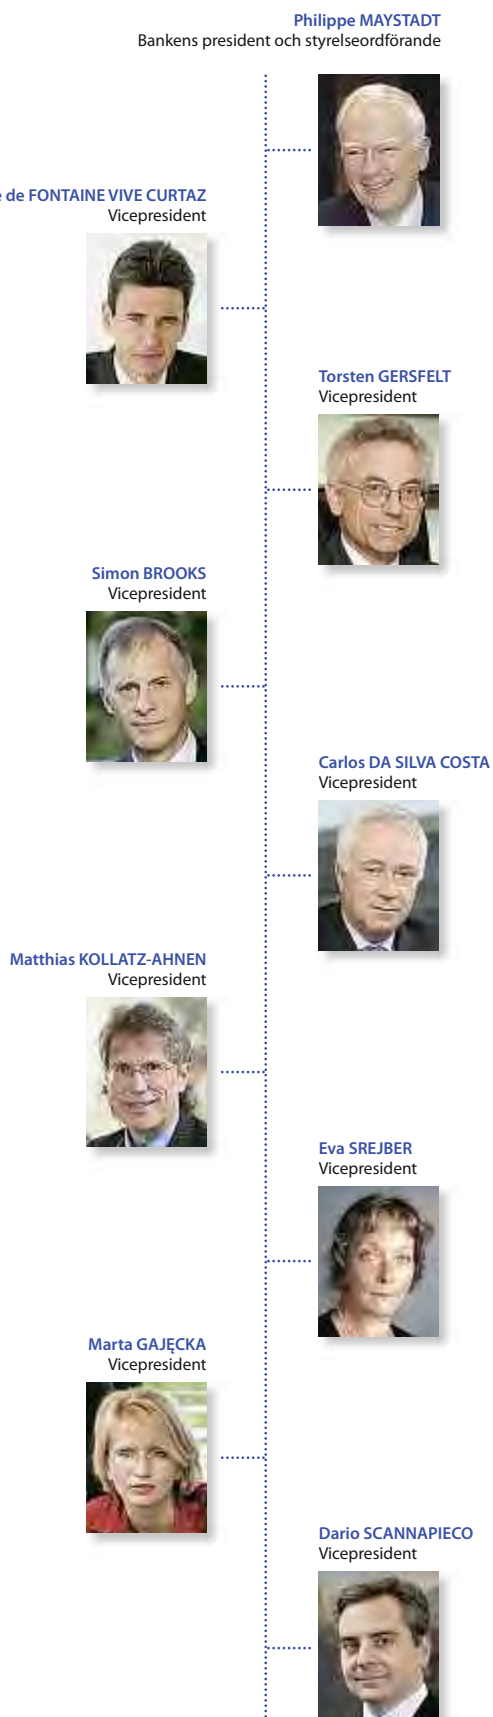 Philippe MAYSTADT
Bankens president och styrelseordförande
de FONTAINE VIVE CURTAZ
Vicepresident
Torsten GERSFELT
Vicepresident
Simon BROOKS
Vicepresident
Carlos DA SILVA COSTA
Vicepresident
Matthias KOLLATZ-AHNEN
Vicepresident
Eva SREJBER
Vicepresident
Marta GAJĘCKA
Vicepresident
Dario SCANNAPIECO
Vicepresident